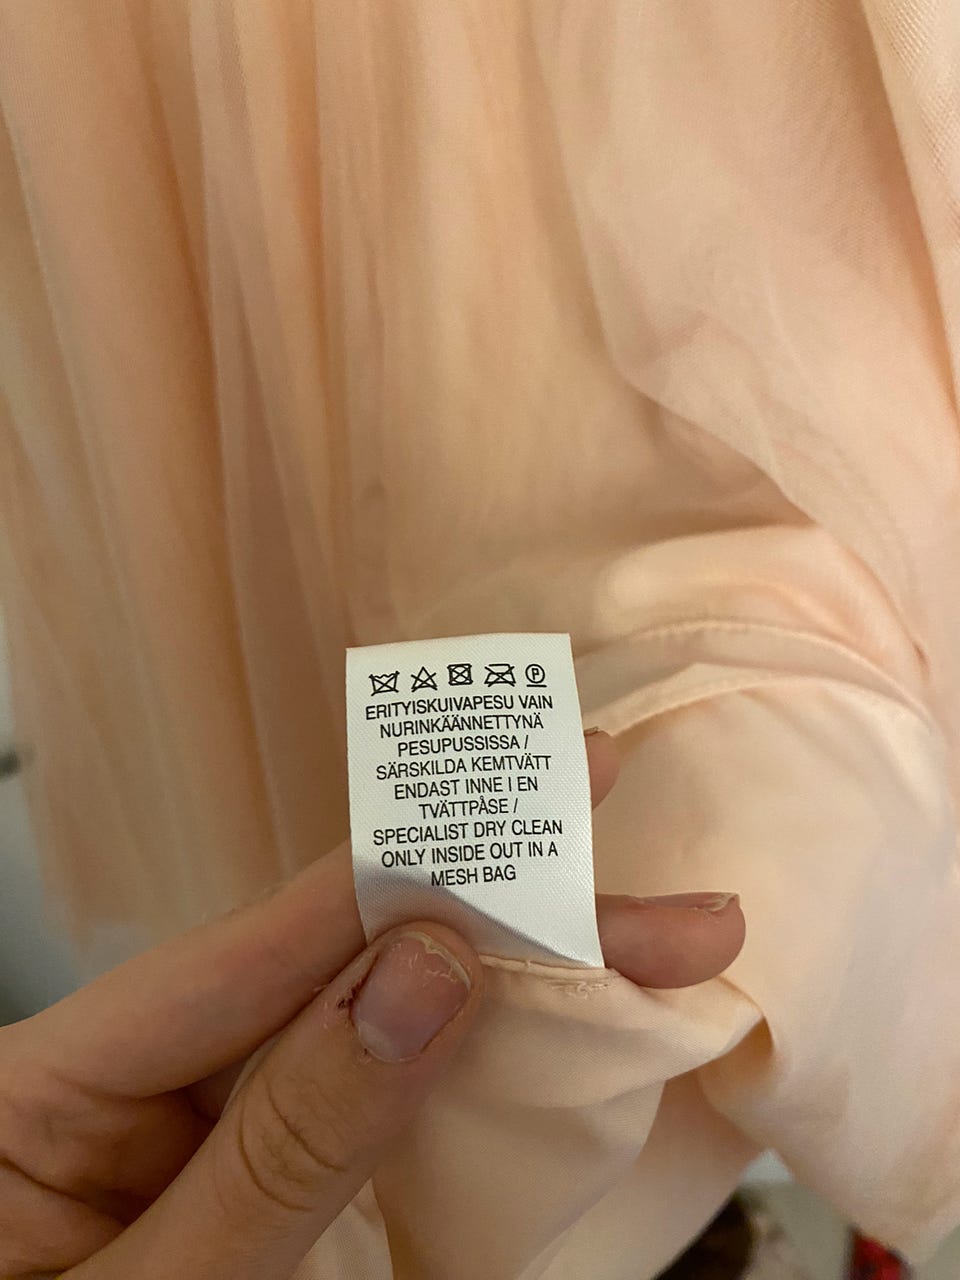 P
ERITYISKUIVAPESU VAIN
NURINKÄÄNNETTYNÄ
PESUPUSSISSA /
SÄRSKILDA KEMTVÄTT
ENDAST INNE I EN
TVÄTTPÅSE /
SPECIALIST DRY CLEAN
ONLY INSIDE OUT IN A
MESH BAG